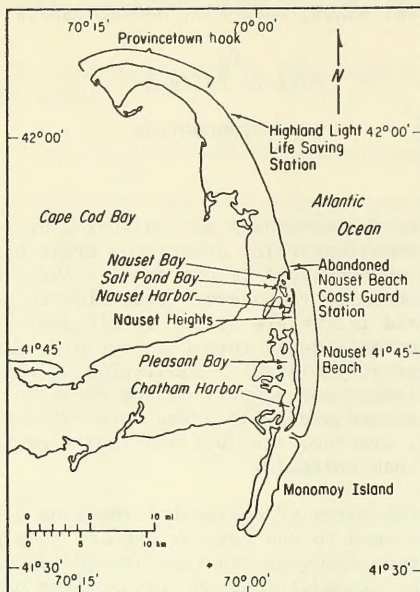 70° 15' 70° 00'
Provincetown hook
N
42° 00'
Highland Light 42° 00'
Life Saving
Station
Cape Cod Bay
Atlantic
Ocean
Nauset Bay
Salt Pond Bay
Nauset Harbor
Nauset Heights
Abandoned
Nauset Beach
Coast Guard
Station
41° 45'
Nauset 41° 45'
Beach
Pleasant Bay
Chatham Harbor
Monomoy Island
0 5 10 mi
0 5 10 km
41° 30' 41° 30'
70° 15' 70° 00'